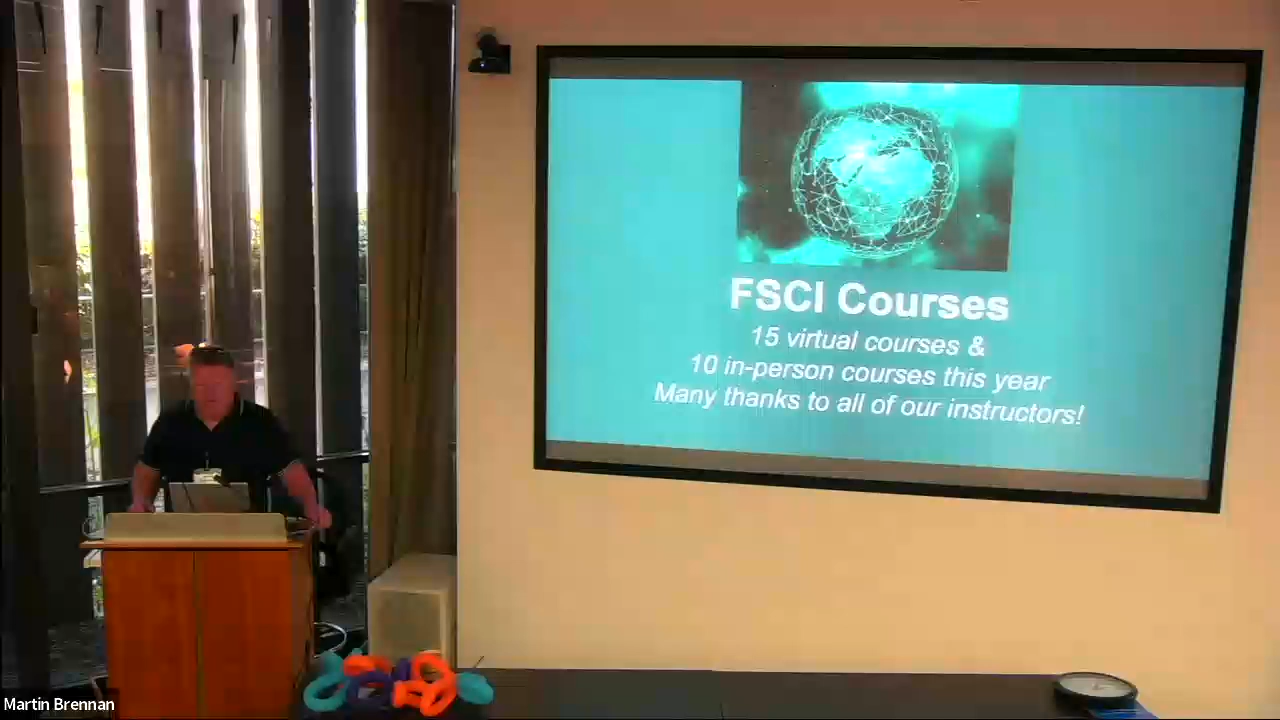 FSCI Courses
15 virtual courses &
10 in-person courses this year
Many thanks to all of our instructors!
Martin Brennan